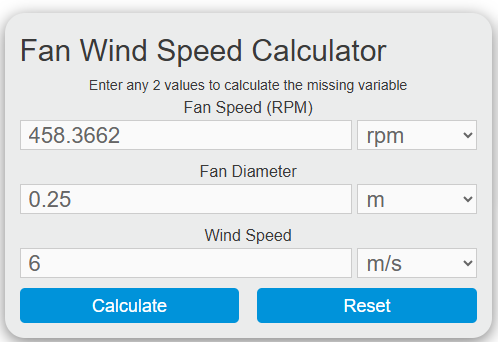 Fan Wind Speed Calculator
Enter any 2 values to calculate the missing variable
Fan Speed (RPM)
458.3662 rpm
Fan Diameter
0.25 m
Wind Speed
6 m/s
Calculate Reset